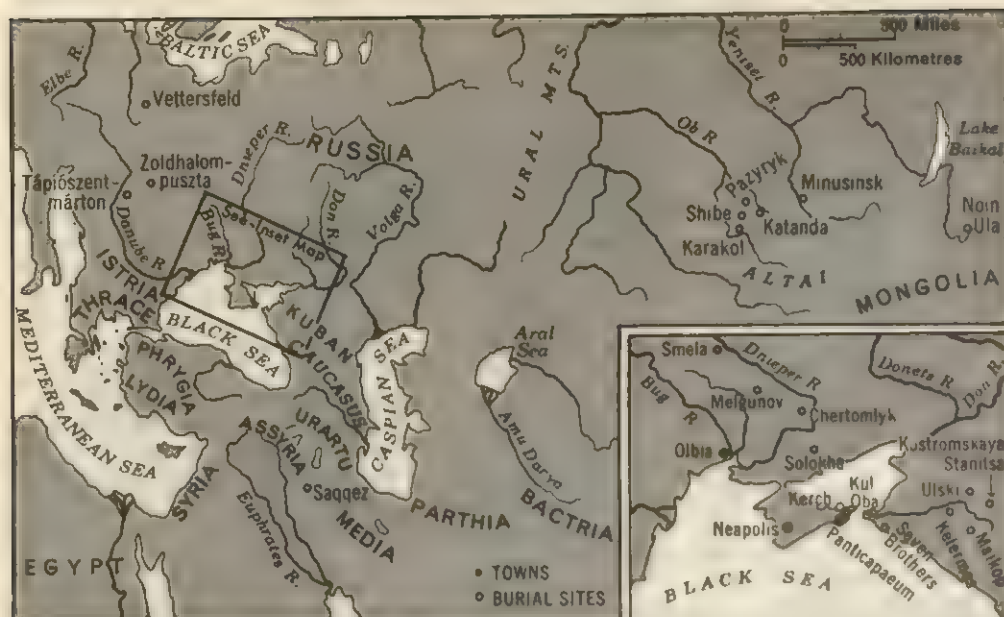 BALTIC SEA
0 300 Miles
500 Kilometres
Elbe R.
Vettersfeld
Dnieper R.
RUSSIA
URAL MTS.
Ob R
Yenisei R.
Lake
Baikal
Zoldhalom-
puszta
Tápiószent-
márton
Danube R
Bug R.
See Inset Map
Don R.
Volga R.
Pazyryk
Minusinsk
Shibe
Katanda
Karakol
Noin
Ula
ALTAI
MONGOLIA
ISTRIA
THRACE
BLACK SEA
KUBAN
CAUCASUS
CASPIAN SEA
Aral
Sea
MEDITERRANEAN SEA
PHRYGIA
LYDIA
URARTU
ASSYRIA
SYRIA
Saqqez
MEDIA
PARTHIA
Amu Darya
BACTRIA
Euphrates R.
EGYPT
TOWNS
BURIAL SITES
Smela
Dnieper R
Donets R
Don R.
Bug R
Melgunov
Chertomlyk
Olbia
Solokha
Kostromskaya
Stanitsa
Kul
Oba
Kerch
Ulski
Neapolis
Panticapaeum
Seven
Brothers
Kelermes
BLACK SEA